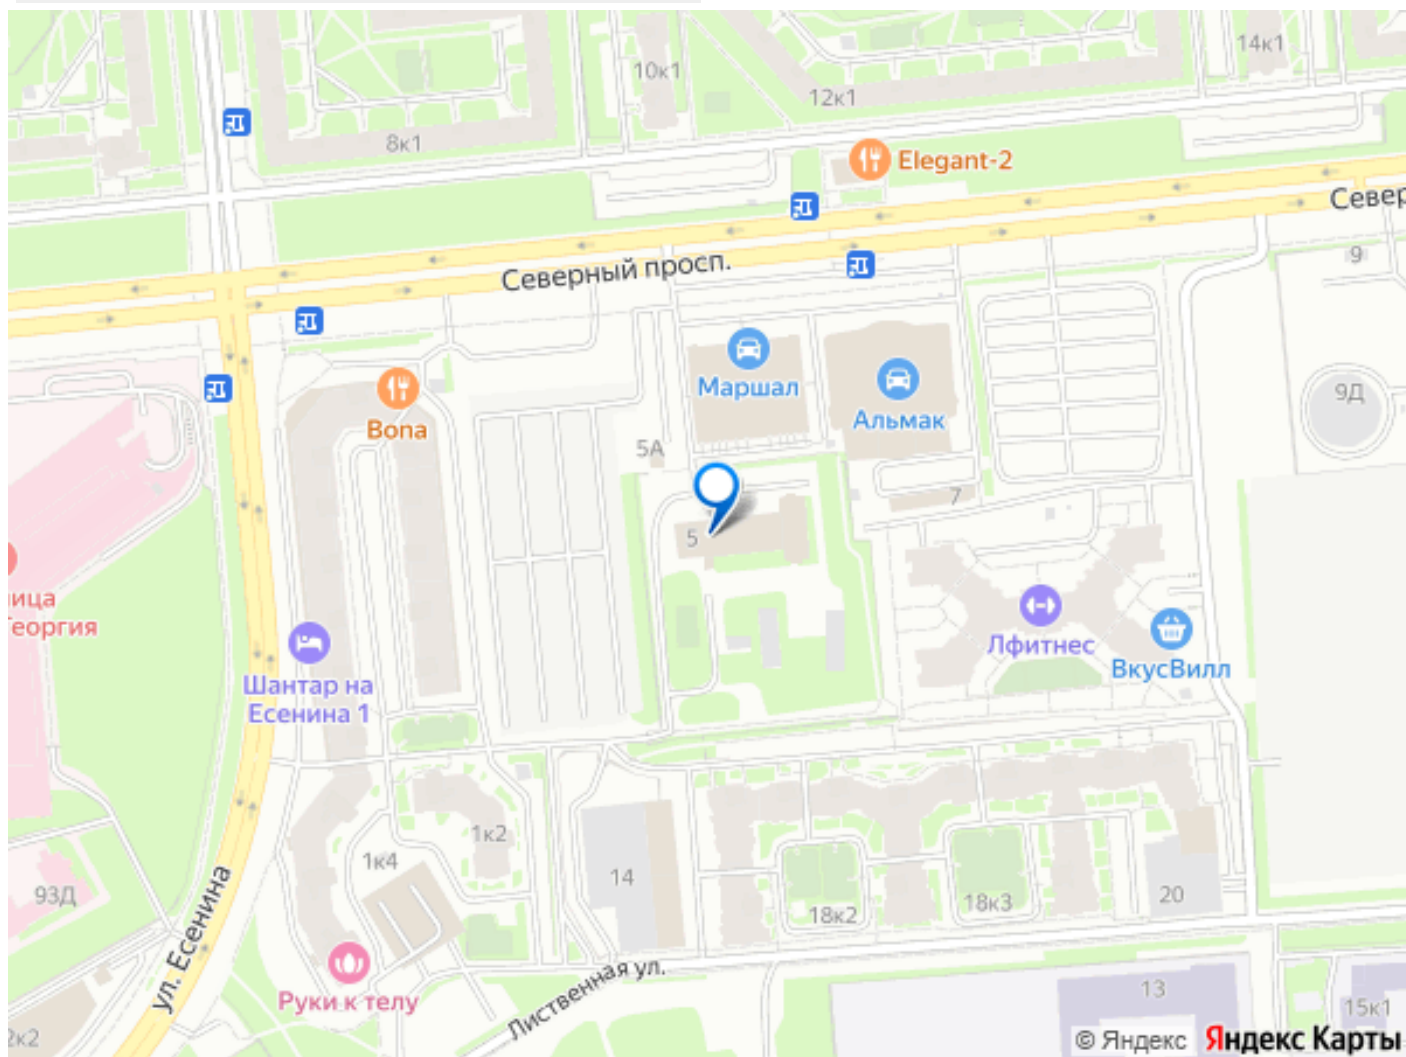 14к1
10к1
12к1
8к1
Elegant-2
Север
Северный просп.
9
Маршал
Альмак
9Д
Bona
5А
7
5
ица
Георгия
Лфитнес
ВкусВилл
Шантар на
Есенина 1
1к2
1к4
14
93Д
18к2
18к3
20
ул. Есенина
Руки к телу
Лиственная ул.
13
15к1
2к2
© Яндекс Яндекс Карты